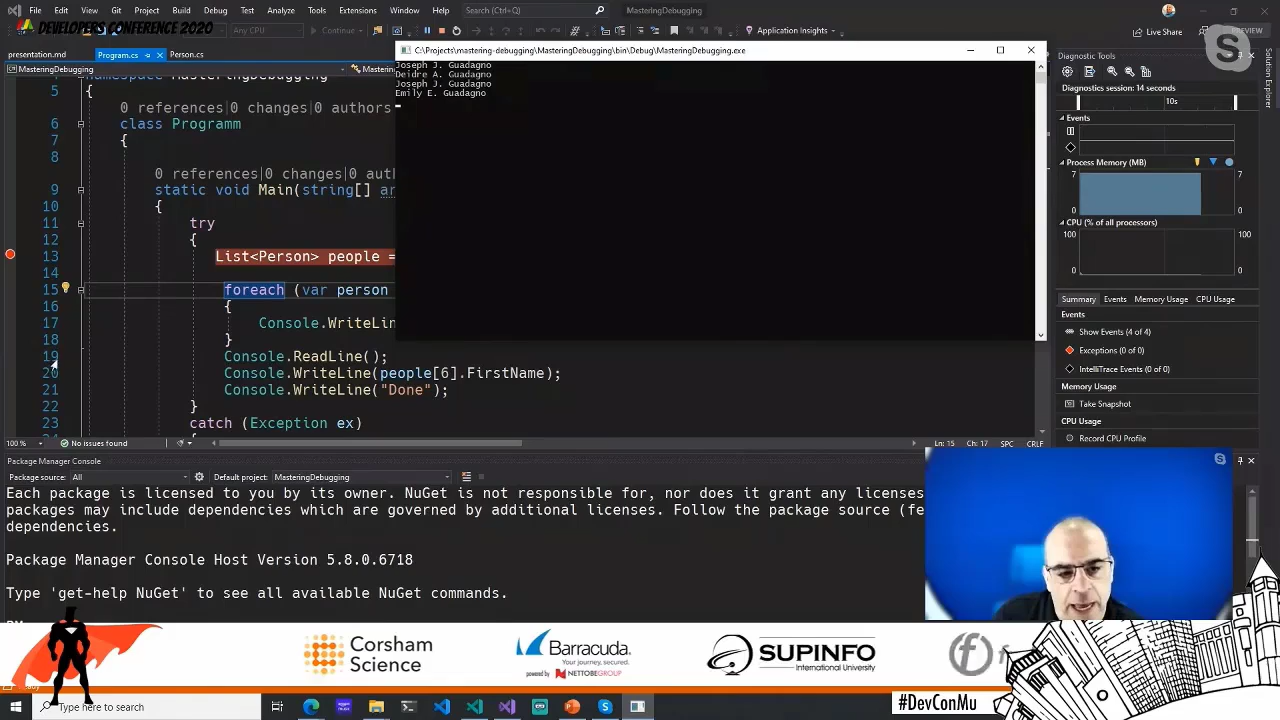 File Edit View Git Project Build Debug Test Analyze Tools Extensions Window Help Search (Ctrl+Q) MasteringDebugging
DEVELOPERS CONFERENCE 2020
Any CPU Continue Application Insights Live Share PREVIEW
presentation.md Program.cs Person.cs
MasteringDebugging
C:\Projects\mastering-debugging\MasteringDebugging\bin\Debug\MasteringDebugging.exe
Joseph J. Guadagno
Deidre A. Guadagno
Joseph J. Guadagno
Emily E. Guadagno
namespace MasteringDebugging
5 {
0 references|0 changes|0 authors
6 class Programm
7 {
8
0 references|0 changes|0 authors
9 static void Main(string[] ar
10 {
11 try
12 {
13 List<Person> people =
14
15 foreach (var person
16 {
17 Console.WriteLin
18 }
19 Console.ReadLine();
20 Console.WriteLine(people[6].FirstName);
21 Console.WriteLine("Done");
22 }
23 catch (Exception ex)
100 % No issues found Ln: 15 Ch: 17 SPC CRLF
Diagnostic Tools
Solution Explorer
Diagnostics session: 14 seconds
10s
Events
Process Memory (MB)
7 7
0 0
CPU (% of all processors)
100 100
0 0
Summary Events Memory Usage CPU Usage
Events
Show Events (4 of 4)
Exceptions (0 of 0)
IntelliTrace Events (0 of 0)
Memory Usage
Take Snapshot
CPU Usage
Record CPU Profile
Package Manager Console
Package source: All Default project: MasteringDebugging
Each package is licensed to you by its owner. NuGet is not responsible for, nor does it grant any licenses
packages may include dependencies which are governed by additional licenses. Follow the package source (fe
dependencies.
Package Manager Console Host Version 5.8.0.6718
Type 'get-help NuGet' to see all available NuGet commands.
Corsham
Science
Barracuda
Your journey, secured.
powered by NETTOBEGROUP
SUPINFO
International University
#DevConMu
Type here to search